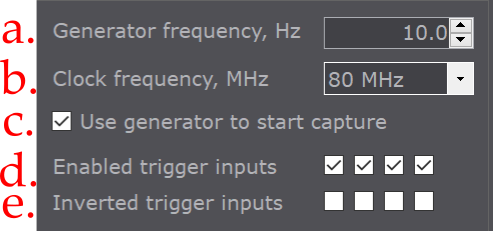 a. Generator frequency, Hz 10.0
b. Clock frequency, MHz 80 MHz
c. Use generator to start capture
d. Enabled trigger inputs
e. Inverted trigger inputs